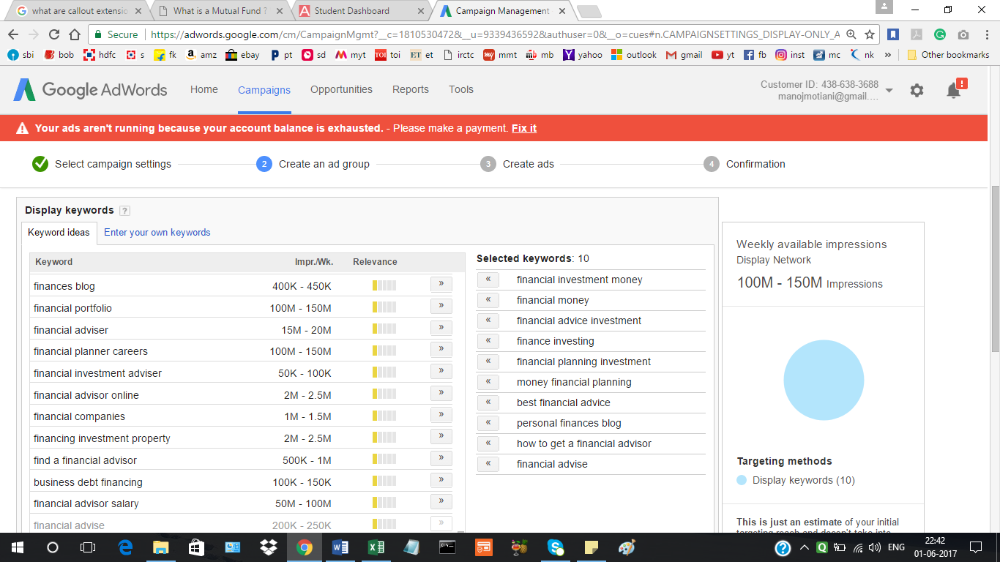 what are callout extensio
What is a Mutual Fund ?
Student Dashboard
Campaign Management
Secure
https://adwords.google.com/cm/CampaignMgmt?__c=1810530472&__u=9339436592&authuser=0&__o=cues#n.CAMPAIGNSETTINGS_DISPLAY-ONLY_A
sbi bob hdfc s fk amz ebay pt sd myt toi et irctc mmt mb yahoo outlook gmail yt fb inst mc nk » Other bookmarks
Google AdWords
Home Campaigns Opportunities Reports Tools
Customer ID: 438-638-3688
manojmotiani@gmail....
!
Your ads aren't running because your account balance is exhausted. - Please make a payment. Fix it
Select campaign settings
2 Create an ad group
3 Create ads
4 Confirmation
Display keywords ?
Keyword ideas Enter your own keywords
Keyword Impr./Wk. Relevance
finances blog 400K - 450K »
financial portfolio 100M - 150M »
financial adviser 15M - 20M »
financial planner careers 100M - 150M »
financial investment adviser 50K - 100K »
financial advisor online 2M - 2.5M »
financial companies 1M - 1.5M »
financing investment property 2M - 2.5M »
find a financial advisor 500K - 1M »
business debt financing 100K - 150K »
financial advisor salary 50M - 100M »
financial advise 200K - 250K »
Selected keywords: 10
« financial investment money
« financial money
« financial advice investment
« finance investing
« financial planning investment
« money financial planning
« best financial advice
« personal finances blog
« how to get a financial advisor
« financial advise
Weekly available impressions
Display Network
100M - 150M Impressions
Targeting methods
Display keywords (10)
This is just an estimate of your initial
targeting reach and doesn't take into
ENG
22:42
01-06-2017